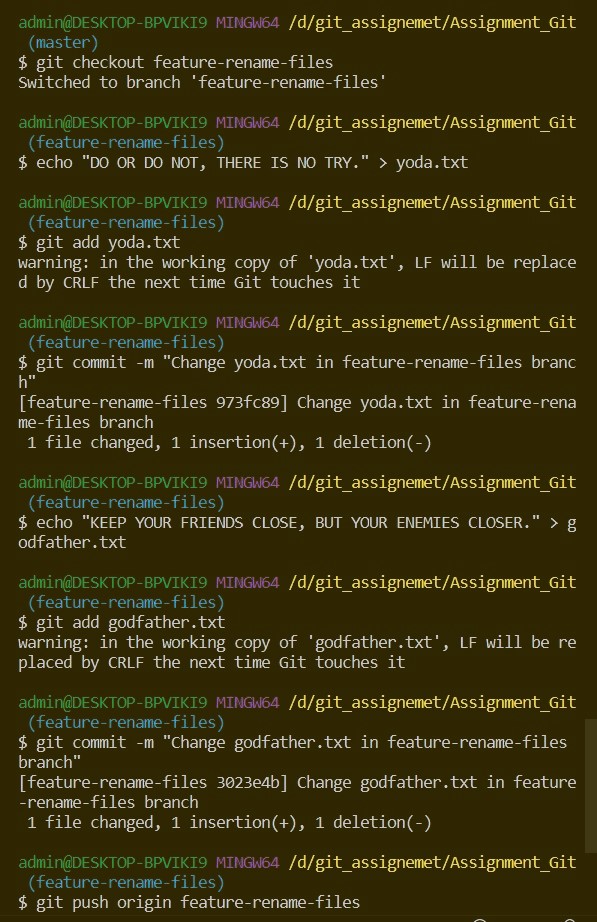 admin@DESKTOP-BPVIKI9 MINGW64 /d/git_assignemet/Assignment_Git
(master)
$ git checkout feature-rename-files
Switched to branch 'feature-rename-files'
admin@DESKTOP-BPVIKI9 MINGW64 /d/git_assignemet/Assignment_Git
(feature-rename-files)
$ echo "DO OR DO NOT, THERE IS NO TRY." > yoda.txt
admin@DESKTOP-BPVIKI9 MINGW64 /d/git_assignemet/Assignment_Git
(feature-rename-files)
$ git add yoda.txt
warning: in the working copy of 'yoda.txt', LF will be replace
d by CRLF the next time Git touches it
admin@DESKTOP-BPVIKI9 MINGW64 /d/git_assignemet/Assignment_Git
(feature-rename-files)
$ git commit -m "Change yoda.txt in feature-rename-files branc
h"
[feature-rename-files 973fc89] Change yoda.txt in feature-rena
me-files branch
1 file changed, 1 insertion(+), 1 deletion(-)
admin@DESKTOP-BPVIKI9 MINGW64 /d/git_assignemet/Assignment_Git
(feature-rename-files)
$ echo "KEEP YOUR FRIENDS CLOSE, BUT YOUR ENEMIES CLOSER." > g
odfather.txt
admin@DESKTOP-BPVIKI9 MINGW64 /d/git_assignemet/Assignment_Git
(feature-rename-files)
$ git add godfather.txt
warning: in the working copy of 'godfather.txt', LF will be re
placed by CRLF the next time Git touches it
admin@DESKTOP-BPVIKI9 MINGW64 /d/git_assignemet/Assignment_Git
(feature-rename-files)
$ git commit -m "Change godfather.txt in feature-rename-files
branch"
[feature-rename-files 3023e4b] Change godfather.txt in feature
-rename-files branch
1 file changed, 1 insertion(+), 1 deletion(-)
admin@DESKTOP-BPVIKI9 MINGW64 /d/git_assignemet/Assignment_Git
(feature-rename-files)
$ git push origin feature-rename-files